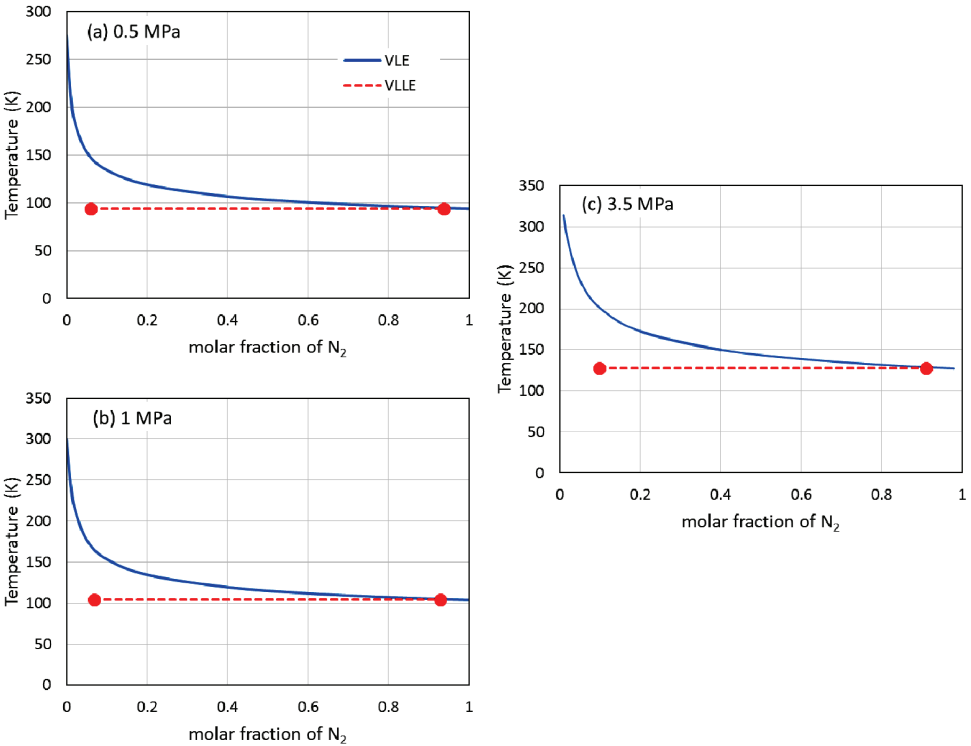 (a) 0.5 MPa
VLE
VLLE
Temperature (K)
300
250
200
150
100
50
0
0 0.2 0.4 0.6 0.8 1
molar fraction of N₂
(b) 1 MPa
Temperature (K)
350
300
250
200
150
100
50
0
0 0.2 0.4 0.6 0.8 1
molar fraction of N₂
(c) 3.5 MPa
Temperature (K)
350
300
250
200
150
100
50
0
0 0.2 0.4 0.6 0.8 1
molar fraction of N₂